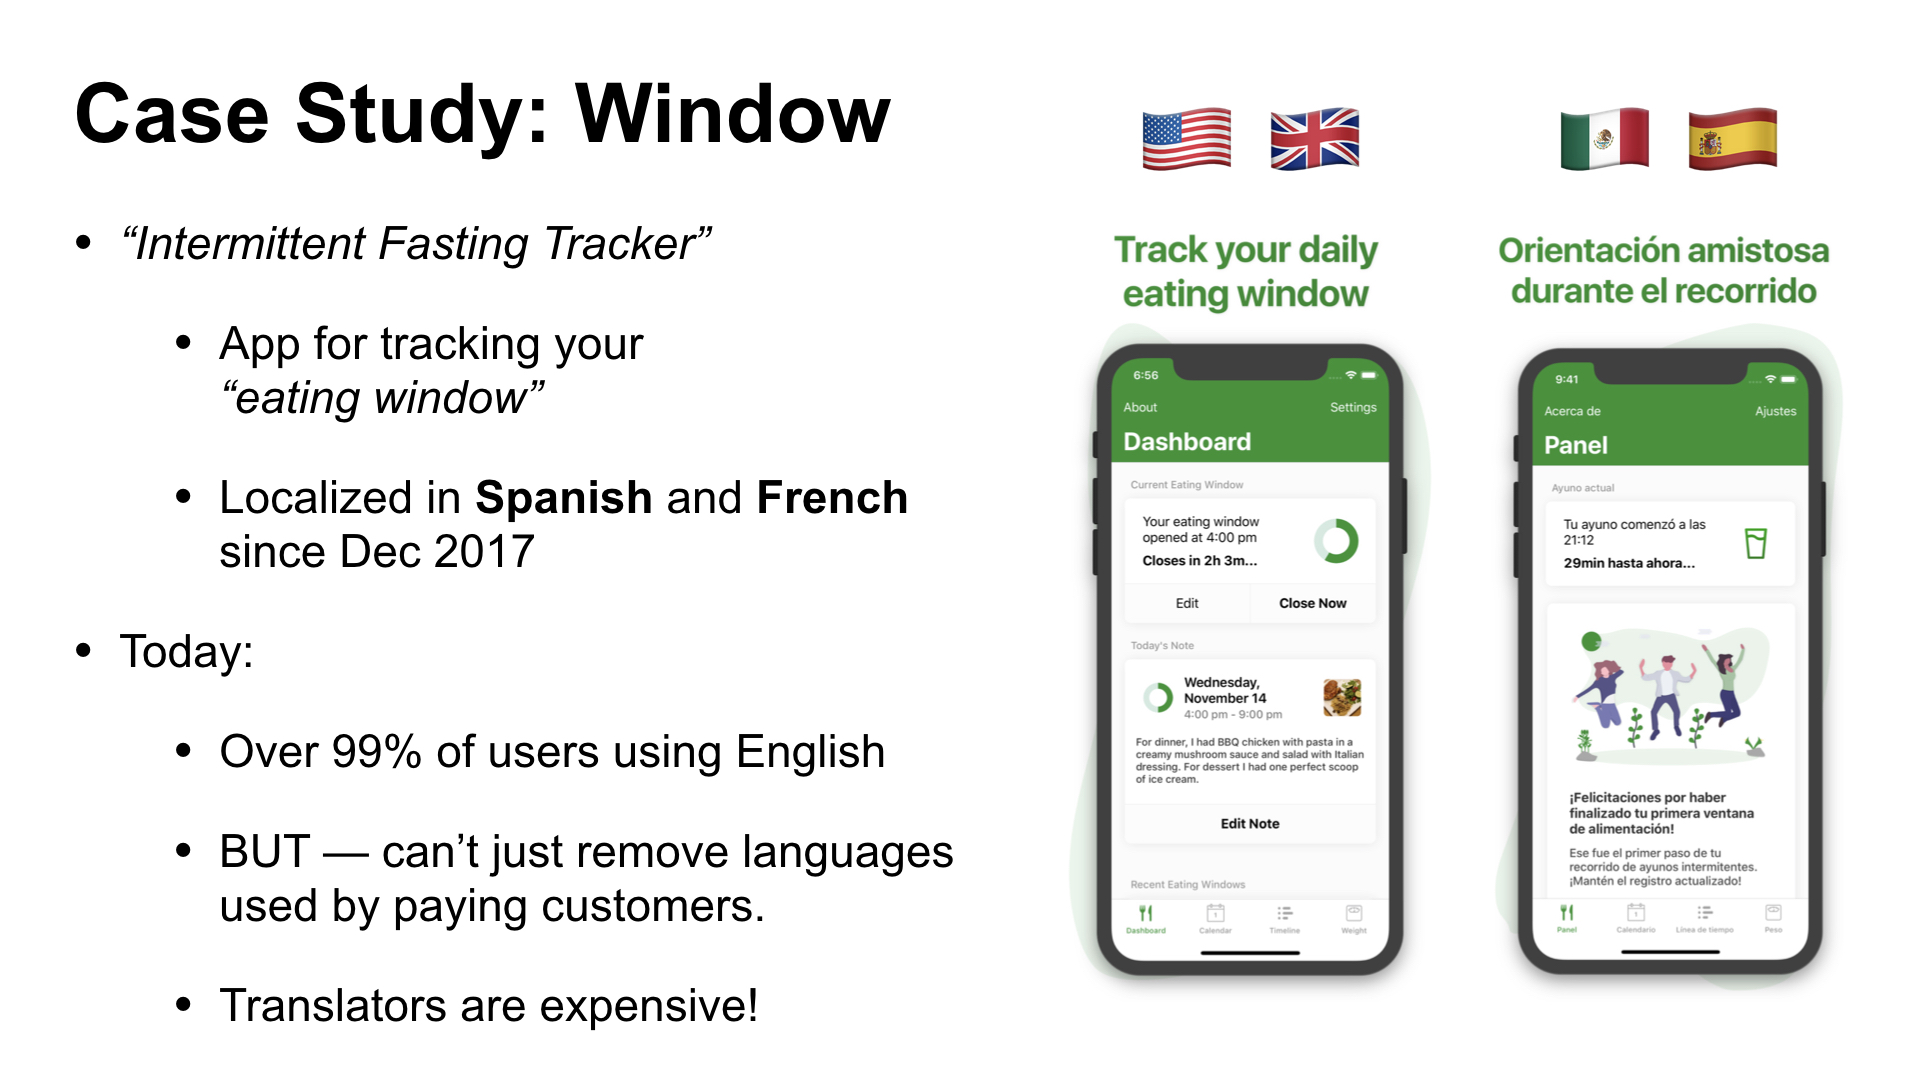 Case Study: Window
• “Intermittent Fasting Tracker”
• App for tracking your
“eating window”
• Localized in Spanish and French
since Dec 2017
• Today:
• Over 99% of users using English
• BUT — can’t just remove languages
used by paying customers.
• Translators are expensive!
Track your daily
eating window
6:56
About Settings
Dashboard
Current Eating Window
Your eating window
opened at 4:00 pm
Closes in 2h 3m...
Edit Close Now
Today's Note
Wednesday,
November 14
4:00 pm - 9:00 pm
For dinner, I had BBQ chicken with pasta in a
creamy mushroom sauce and salad with Italian
dressing. For dessert I had one perfect scoop
of ice cream.
Edit Note
Recent Eating Windows
1
Dashboard Calendar Timeline Weight
Orientación amistosa
durante el recorrido
9:41
Acerca de Ajustes
Panel
Ayuno actual
Tu ayuno comenzó a las
21:12
29min hasta ahora...
¡Felicitaciones por haber
finalizado tu primera ventana
de alimentación!
Ese fue el primer paso de tu
recorrido de ayunos intermitentes.
¡Mantén el registro actualizado!
1
Panel Calendario Línea de tiempo Peso